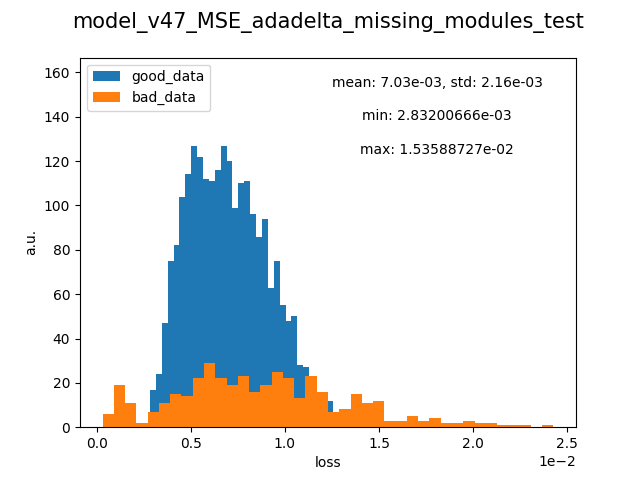 model_v47_MSE_adadelta_missing_modules_test
good_data
bad_data
mean: 7.03e-03, std: 2.16e-03
min: 2.83200666e-03
max: 1.53588727e-02
a.u.
160
140
120
100
80
60
40
20
0
0.0
0.5
1.0
1.5
2.0
2.5
1e−2
loss